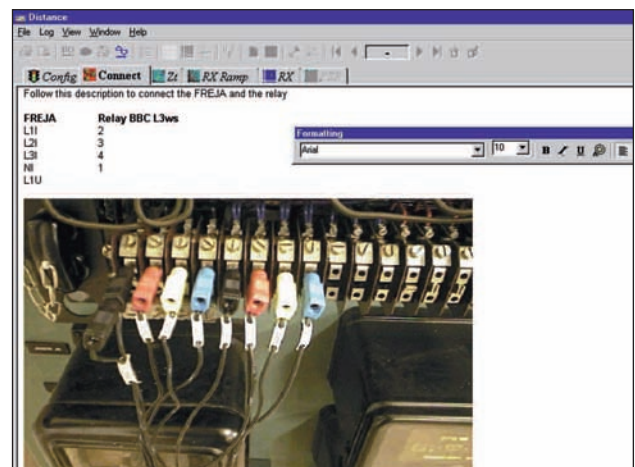 Distance
File Log View Window Help
Config Connect Zt RX Ramp RX
Follow this description to connect the FREJA and the relay
FREJA Relay BBC L3ws
L1I 2
L2I 3
L3I 4
NI 1
L1U
Formatting
Arial 10 B I U